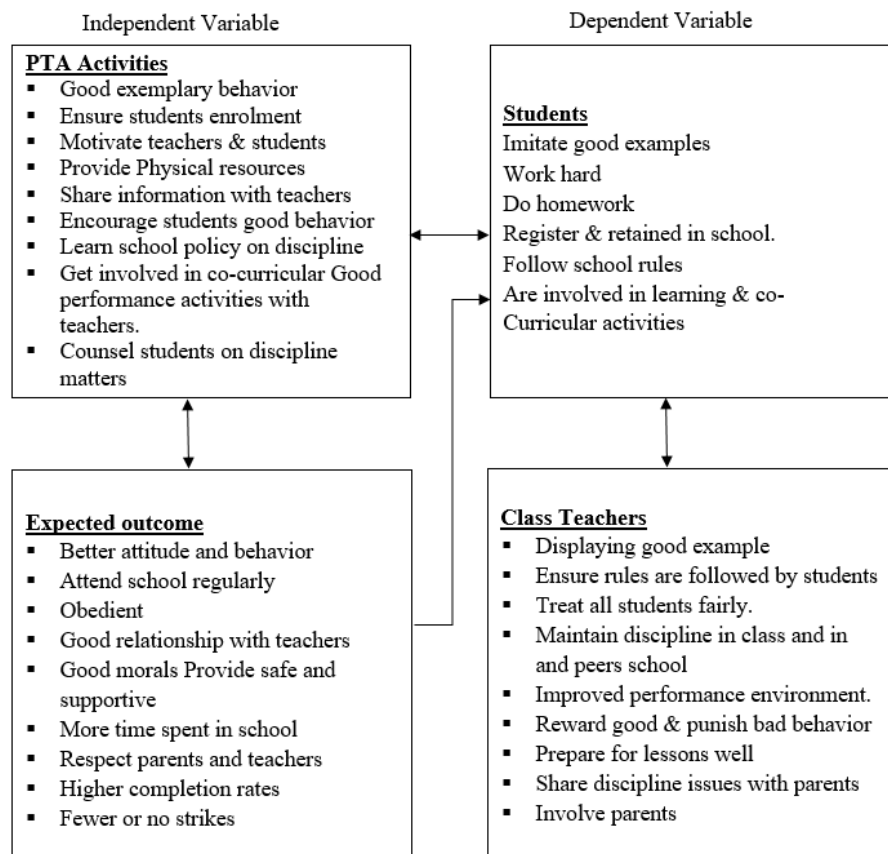 Independent Variable
Dependent Variable
PTA Activities
▪ Good exemplary behavior
▪ Ensure students enrolment
▪ Motivate teachers & students
▪ Provide Physical resources
▪ Share information with teachers
▪ Encourage students good behavior
▪ Learn school policy on discipline
▪ Get involved in co-curricular Good
performance activities with
teachers.
▪ Counsel students on discipline
matters
Students
Imitate good examples
Work hard
Do homework
Register & retained in school.
Follow school rules
Are involved in learning & co-
Curricular activities
Expected outcome
▪ Better attitude and behavior
▪ Attend school regularly
▪ Obedient
▪ Good relationship with teachers
▪ Good morals Provide safe and
supportive
▪ More time spent in school
▪ Respect parents and teachers
▪ Higher completion rates
▪ Fewer or no strikes
Class Teachers
▪ Displaying good example
▪ Ensure rules are followed by students
▪ Treat all students fairly.
▪ Maintain discipline in class and in
and peers school
▪ Improved performance environment.
▪ Reward good & punish bad behavior
▪ Prepare for lessons well
▪ Share discipline issues with parents
▪ Involve parents